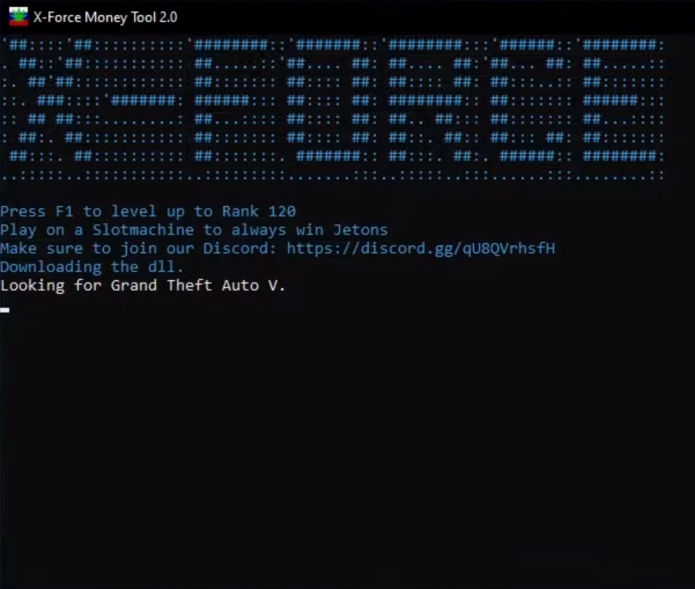 X-Force Money Tool 2.0
X-FORCE
Press F1 to level up to Rank 120
Play on a Slotmachine to always win Jetons
Make sure to join our Discord: https://discord.gg/qU8QVrhsfH
Downloading the dll.
Looking for Grand Theft Auto V.